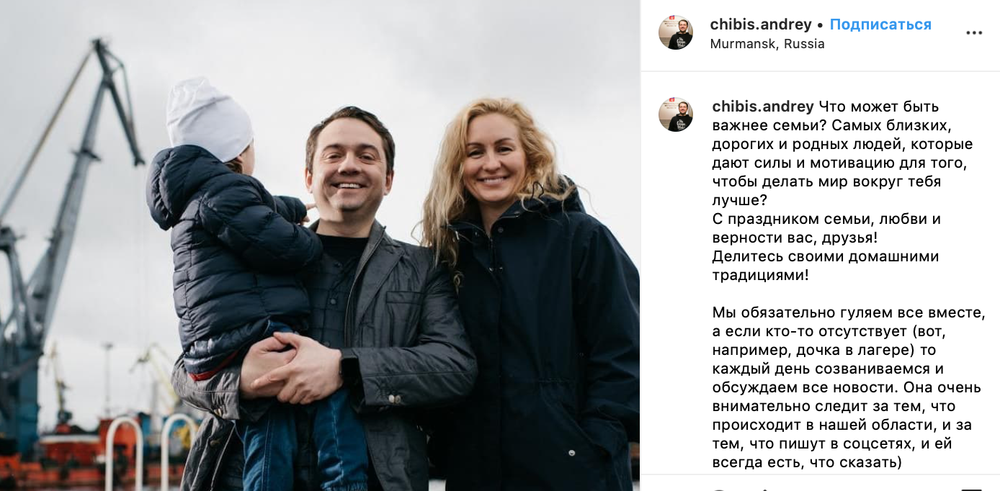 chibis.andrey • Подписаться
Murmansk, Russia
chibis.andrey Что может быть
важнее семьи? Самых близких,
дорогих и родных людей, которые
дают силы и мотивацию для того,
чтобы делать мир вокруг тебя
лучше?
С праздником семьи, любви и
верности вас, друзья!
Делитесь своими домашними
традициями!
Мы обязательно гуляем все вместе,
а если кто-то отсутствует (вот,
например, дочка в лагере) то
каждый день созваниваемся и
обсуждаем все новости. Она очень
внимательно следит за тем, что
происходит в нашей области, и за
тем, что пишут в соцсетях, и ей
всегда есть, что сказать)